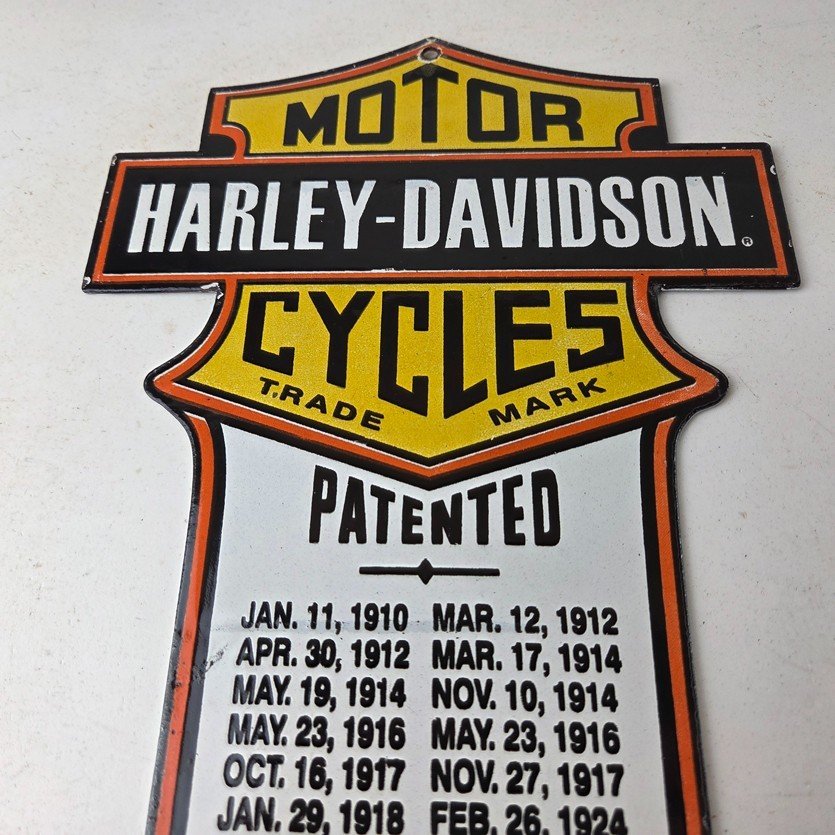 MOTOR
HARLEY-DAVIDSON®
CYCLES
TRADE MARK
PATENTED
JAN. 11, 1910 MAR. 12, 1912
APR. 30, 1912 MAR. 17, 1914
MAY. 19, 1914 NOV. 10, 1914
MAY. 23, 1916 MAY. 23, 1916
OCT. 16, 1917 NOV. 27, 1917
JAN. 29, 1918 FEB. 26, 1924